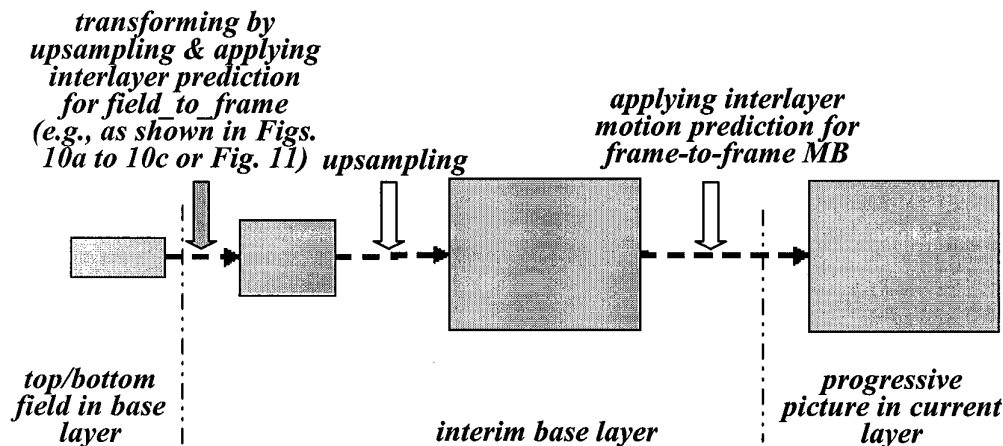 transforming by
upsampling & applying
interlayer prediction
for field_to_frame
(e.g., as shown in Figs.
10a to 10c or Fig. 11)
upsampling
applying interlayer
motion prediction for
frame-to-frame MB
top/bottom
field in base
layer
interim base layer
progressive
picture in current
layer